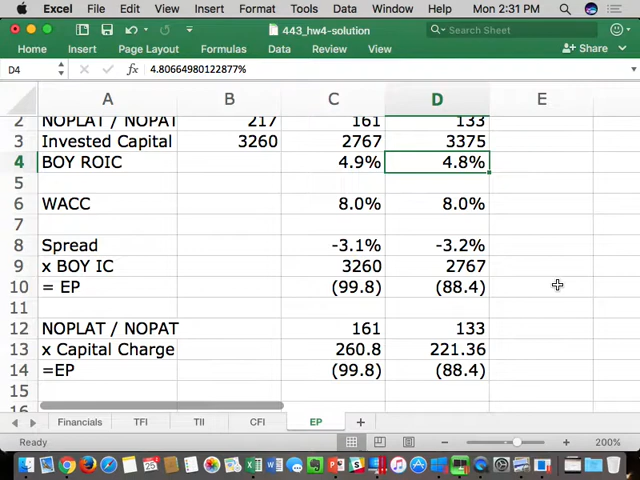 Excel File Edit View Insert Format Tools Data Window Help Mon 2:31 PM
443_hw4-solution
Search Sheet
Home Insert Page Layout Formulas Data Review View Share
D4 fx 4.80664980122877%
A B C D E
2 NOPLAT / NOPAT 217 161 133
3 Invested Capital 3260 2767 3375
4 BOY ROIC 4.9% 4.8%
5
6 WACC 8.0% 8.0%
7
8 Spread -3.1% -3.2%
9 x BOY IC 3260 2767
10 = EP (99.8) (88.4)
11
12 NOPLAT / NOPAT 161 133
13 x Capital Charge 260.8 221.36
14 =EP (99.8) (88.4)
15
16
Financials TFI TII CFI EP
Ready 200%